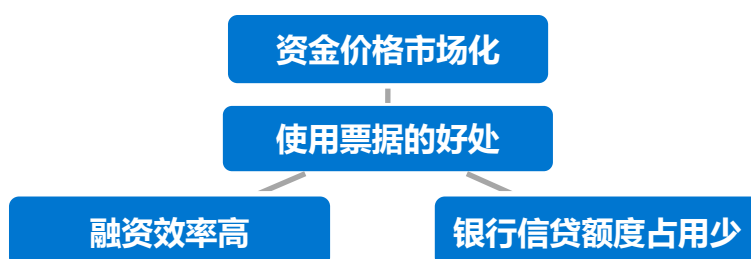 资金价格市场化
使用票据的好处
融资效率高
银行信贷额度占用少